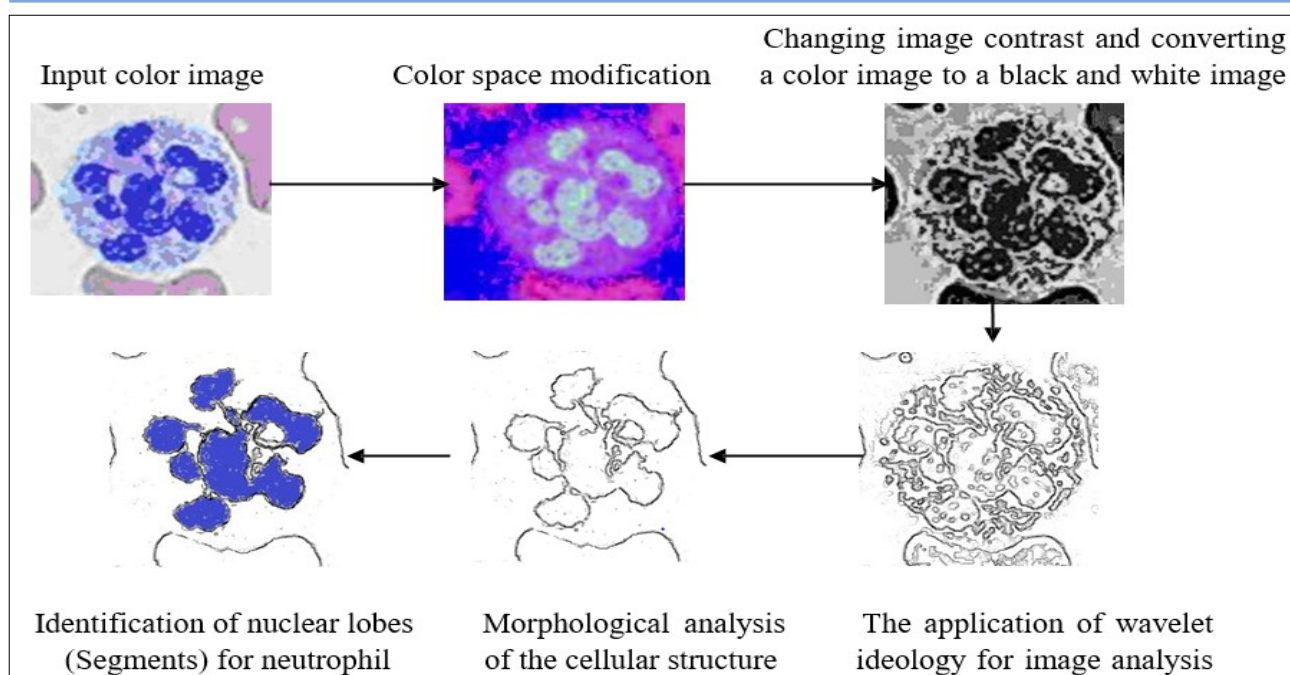 Input color image
Color space modification
Changing image contrast and converting
a color image to a black and white image
Identification of nuclear lobes
(Segments) for neutrophil
Morphological analysis
of the cellular structure
The application of wavelet
ideology for image analysis